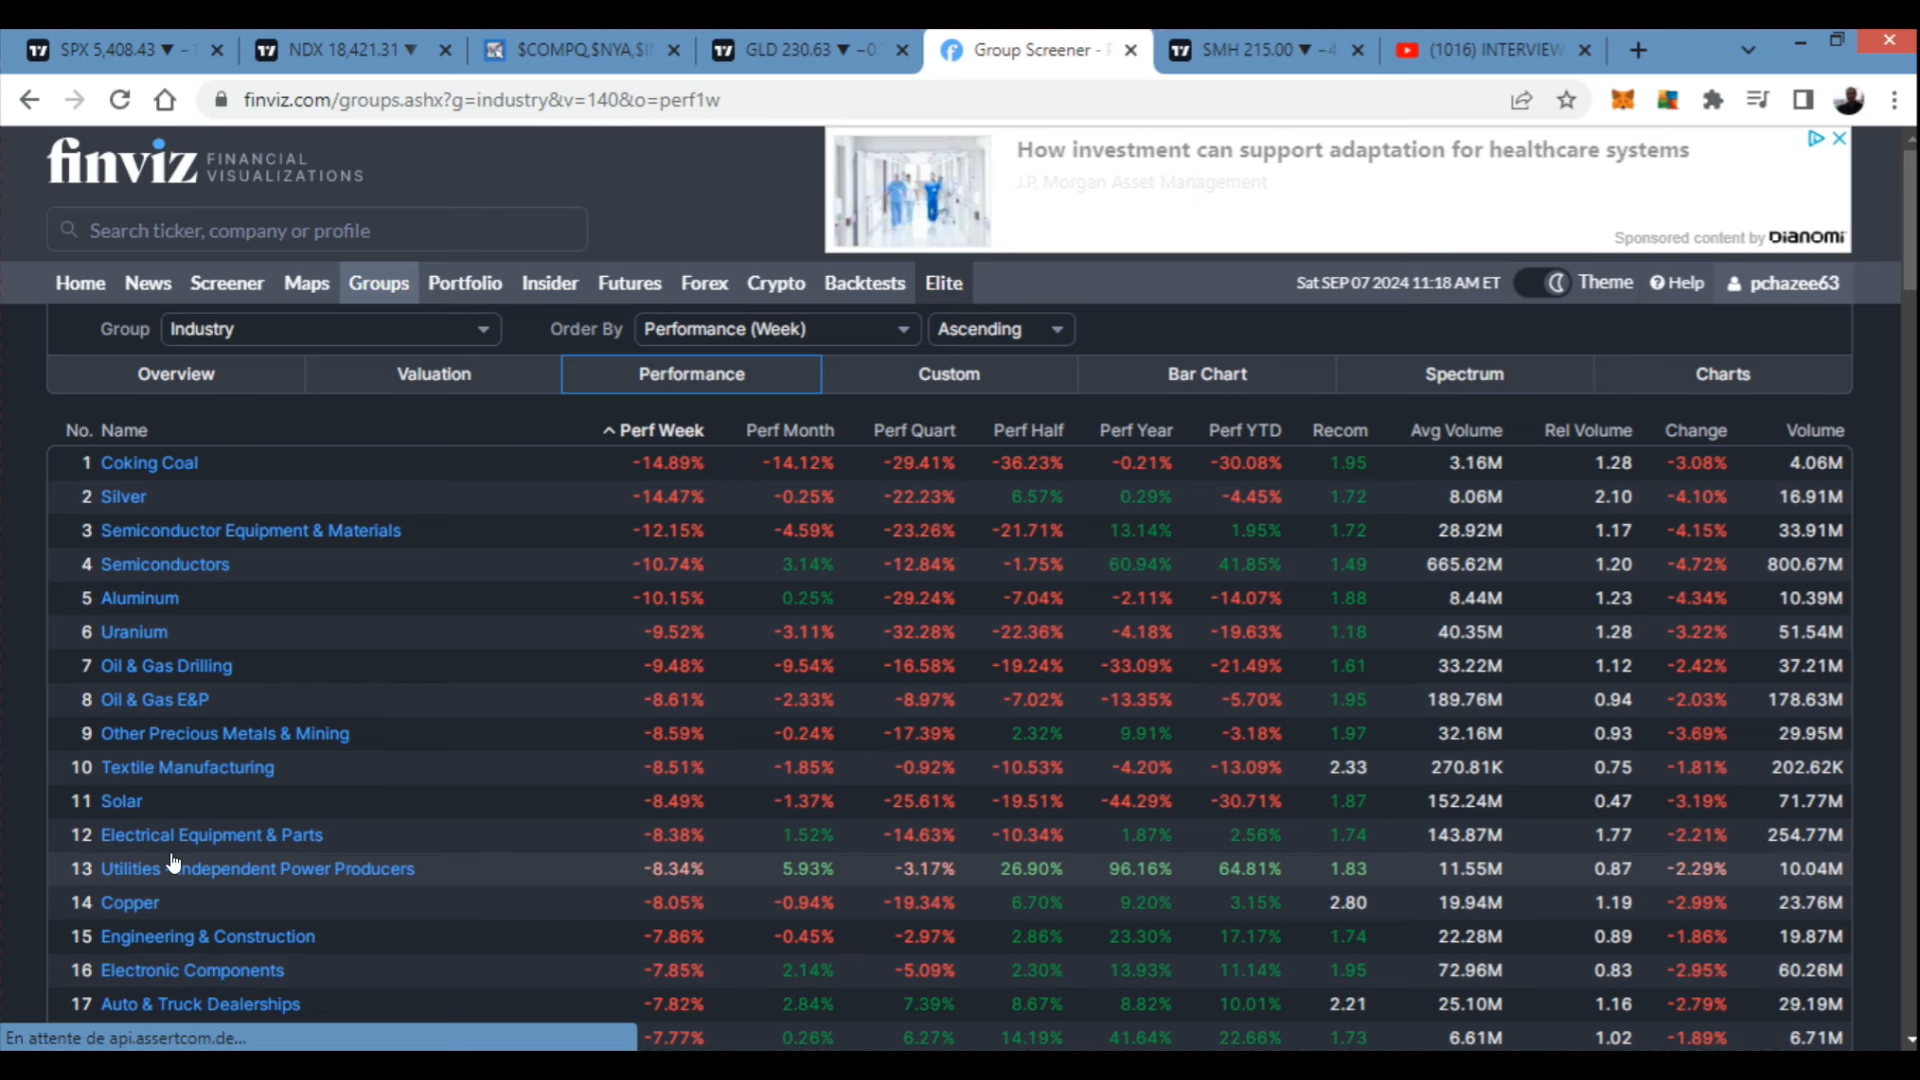 SPX 5,408.43 ▼ −1
NDX 18,421.31 ▼
$COMPQ,$NYA,$I
GLD 230.63 ▼ −0.
Group Screener -
SMH 215.00 ▼ −4
(1016) INTERVIEW
finviz.com/groups.ashx?g=industry&v=140&o=perf1w
finviz FINANCIAL VISUALIZATIONS
How investment can support adaptation for healthcare systems
J.P. Morgan Asset Management
Sponsored content by DIANOMI
Search ticker, company or profile
Home News Screener Maps Groups Portfolio Insider Futures Forex Crypto Backtests Elite Sat SEP 07 2024 11:18 AM ET Theme Help pchazee63
Group Industry Order By Performance (Week) Ascending
Overview Valuation Performance Custom Bar Chart Spectrum Charts
No. Name Perf Week Perf Month Perf Quart Perf Half Perf Year Perf YTD Recom Avg Volume Rel Volume Change Volume
1 Coking Coal -14.89% -14.12% -29.41% -36.23% -0.21% -30.08% 1.95 3.16M 1.28 -3.08% 4.06M
2 Silver -14.47% -0.25% -22.23% 6.57% 0.29% -4.45% 1.72 8.06M 2.10 -4.10% 16.91M
3 Semiconductor Equipment & Materials -12.15% -4.59% -23.26% -21.71% 13.14% 1.95% 1.72 28.92M 1.17 -4.15% 33.91M
4 Semiconductors -10.74% 3.14% -12.84% -1.75% 60.94% 41.85% 1.49 665.62M 1.20 -4.72% 800.67M
5 Aluminum -10.15% 0.25% -29.24% -7.04% -2.11% -14.07% 1.88 8.44M 1.23 -4.34% 10.39M
6 Uranium -9.52% -3.11% -32.28% -22.36% -4.18% -19.63% 1.18 40.35M 1.28 -3.22% 51.54M
7 Oil & Gas Drilling -9.48% -9.54% -16.58% -19.24% -33.09% -21.49% 1.61 33.22M 1.12 -2.42% 37.21M
8 Oil & Gas E&P -8.61% -2.33% -8.97% -7.02% -13.35% -5.70% 1.95 189.76M 0.94 -2.03% 178.63M
9 Other Precious Metals & Mining -8.59% -0.24% -17.39% 2.32% 9.91% -3.18% 1.97 32.16M 0.93 -3.69% 29.95M
10 Textile Manufacturing -8.51% -1.85% -0.92% -10.53% -4.20% -13.09% 2.33 270.81K 0.75 -1.81% 202.62K
11 Solar -8.49% -1.37% -25.61% -19.51% -44.29% -30.71% 1.87 152.24M 0.47 -3.19% 71.77M
12 Electrical Equipment & Parts -8.38% 1.52% -14.63% -10.34% 1.87% 2.56% 1.74 143.87M 1.77 -2.21% 254.77M
13 Utilities - Independent Power Producers -8.34% 5.93% -3.17% 26.90% 96.16% 64.81% 1.83 11.55M 0.87 -2.29% 10.04M
14 Copper -8.05% -0.94% -19.34% 6.70% 9.20% 3.15% 2.80 19.94M 1.19 -2.99% 23.76M
15 Engineering & Construction -7.86% -0.45% -2.97% 2.86% 23.30% 17.17% 1.74 22.28M 0.89 -1.86% 19.87M
16 Electronic Components -7.85% 2.14% -5.09% 2.30% 13.93% 11.14% 1.95 72.96M 0.83 -2.95% 60.26M
17 Auto & Truck Dealerships -7.82% 2.84% 7.39% 8.67% 8.82% 10.01% 2.21 25.10M 1.16 -2.79% 29.19M
En attente de api.assertcom.de... -7.77% 0.26% 6.27% 14.19% 41.64% 22.66% 1.73 6.61M 1.02 -1.89% 6.71M